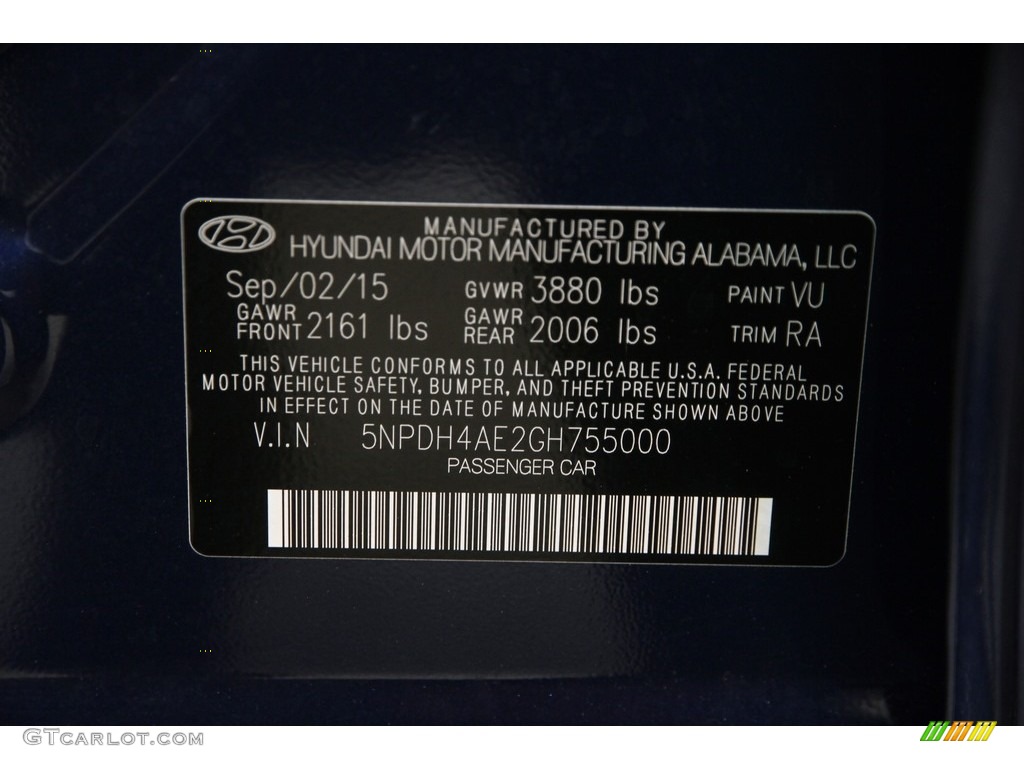 MANUFACTURED BY
HYUNDAI MOTOR MANUFACTURING ALABAMA, LLC
Sep/02/15 GVWR 3880 lbs PAINT VU
GAWR FRONT 2161 lbs GAWR REAR 2006 lbs TRIM RA
THIS VEHICLE CONFORMS TO ALL APPLICABLE U.S.A. FEDERAL
MOTOR VEHICLE SAFETY, BUMPER, AND THEFT PREVENTION STANDARDS
IN EFFECT ON THE DATE OF MANUFACTURE SHOWN ABOVE
V.I.N 5NPDH4AE2GH755000
PASSENGER CAR
GTCARLOT.COM